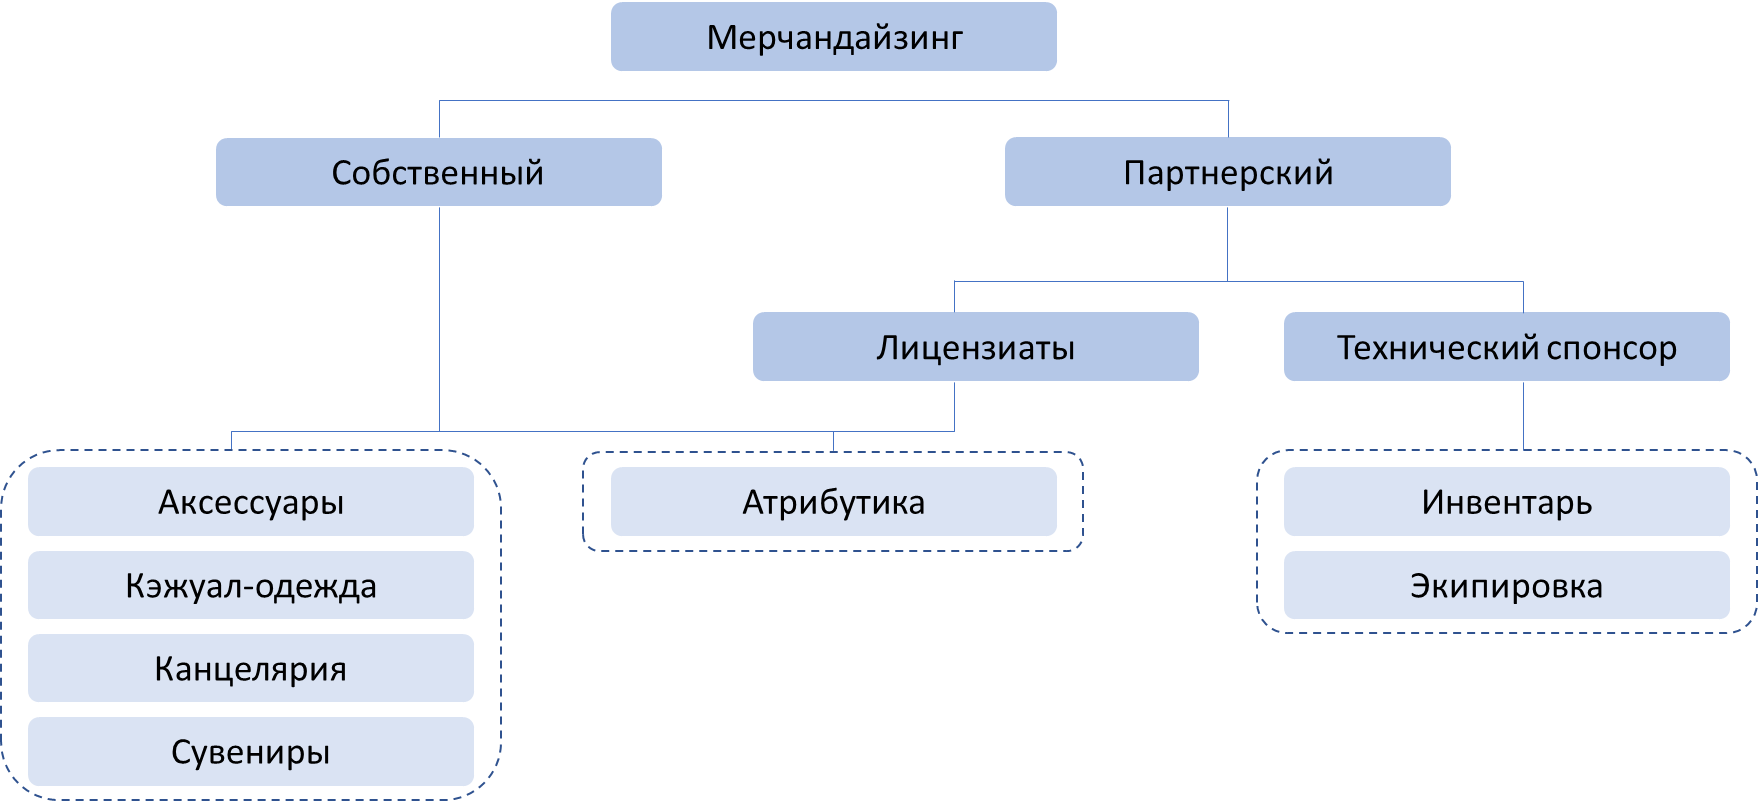 Мерчандайзинг
Собственный
Партнерский
Лицензиаты
Технический спонсор
Аксессуары
Атрибутика
Инвентарь
Кэжуал-одежда
Экипировка
Канцелярия
Сувениры